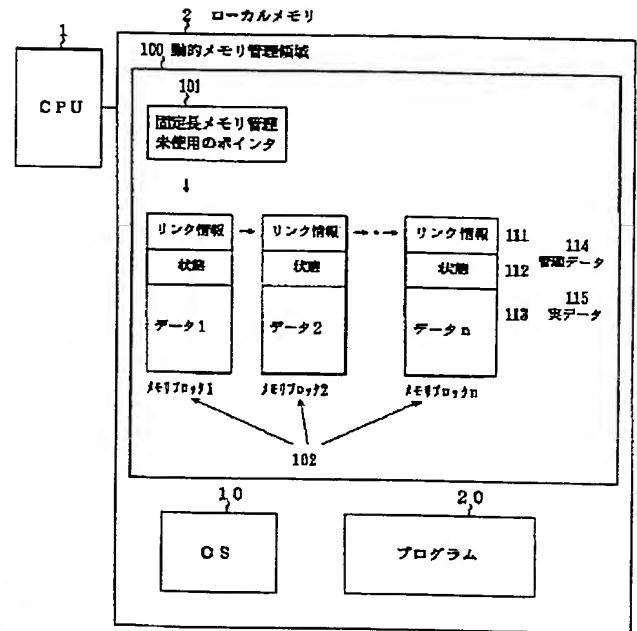 2 ローカルメモリ
1
100 動的メモリ管理領域
CPU
101
固定長メモリ管理
未使用のポインタ
↓
リンク情報 → リンク情報 →・→ リンク情報 111
状態 状態 状態 112
114
管理データ
データ1 データ2 データn 113
115
実データ
メモリブロック1 メモリブロック2 メモリブロックn
102
10 20
OS プログラム